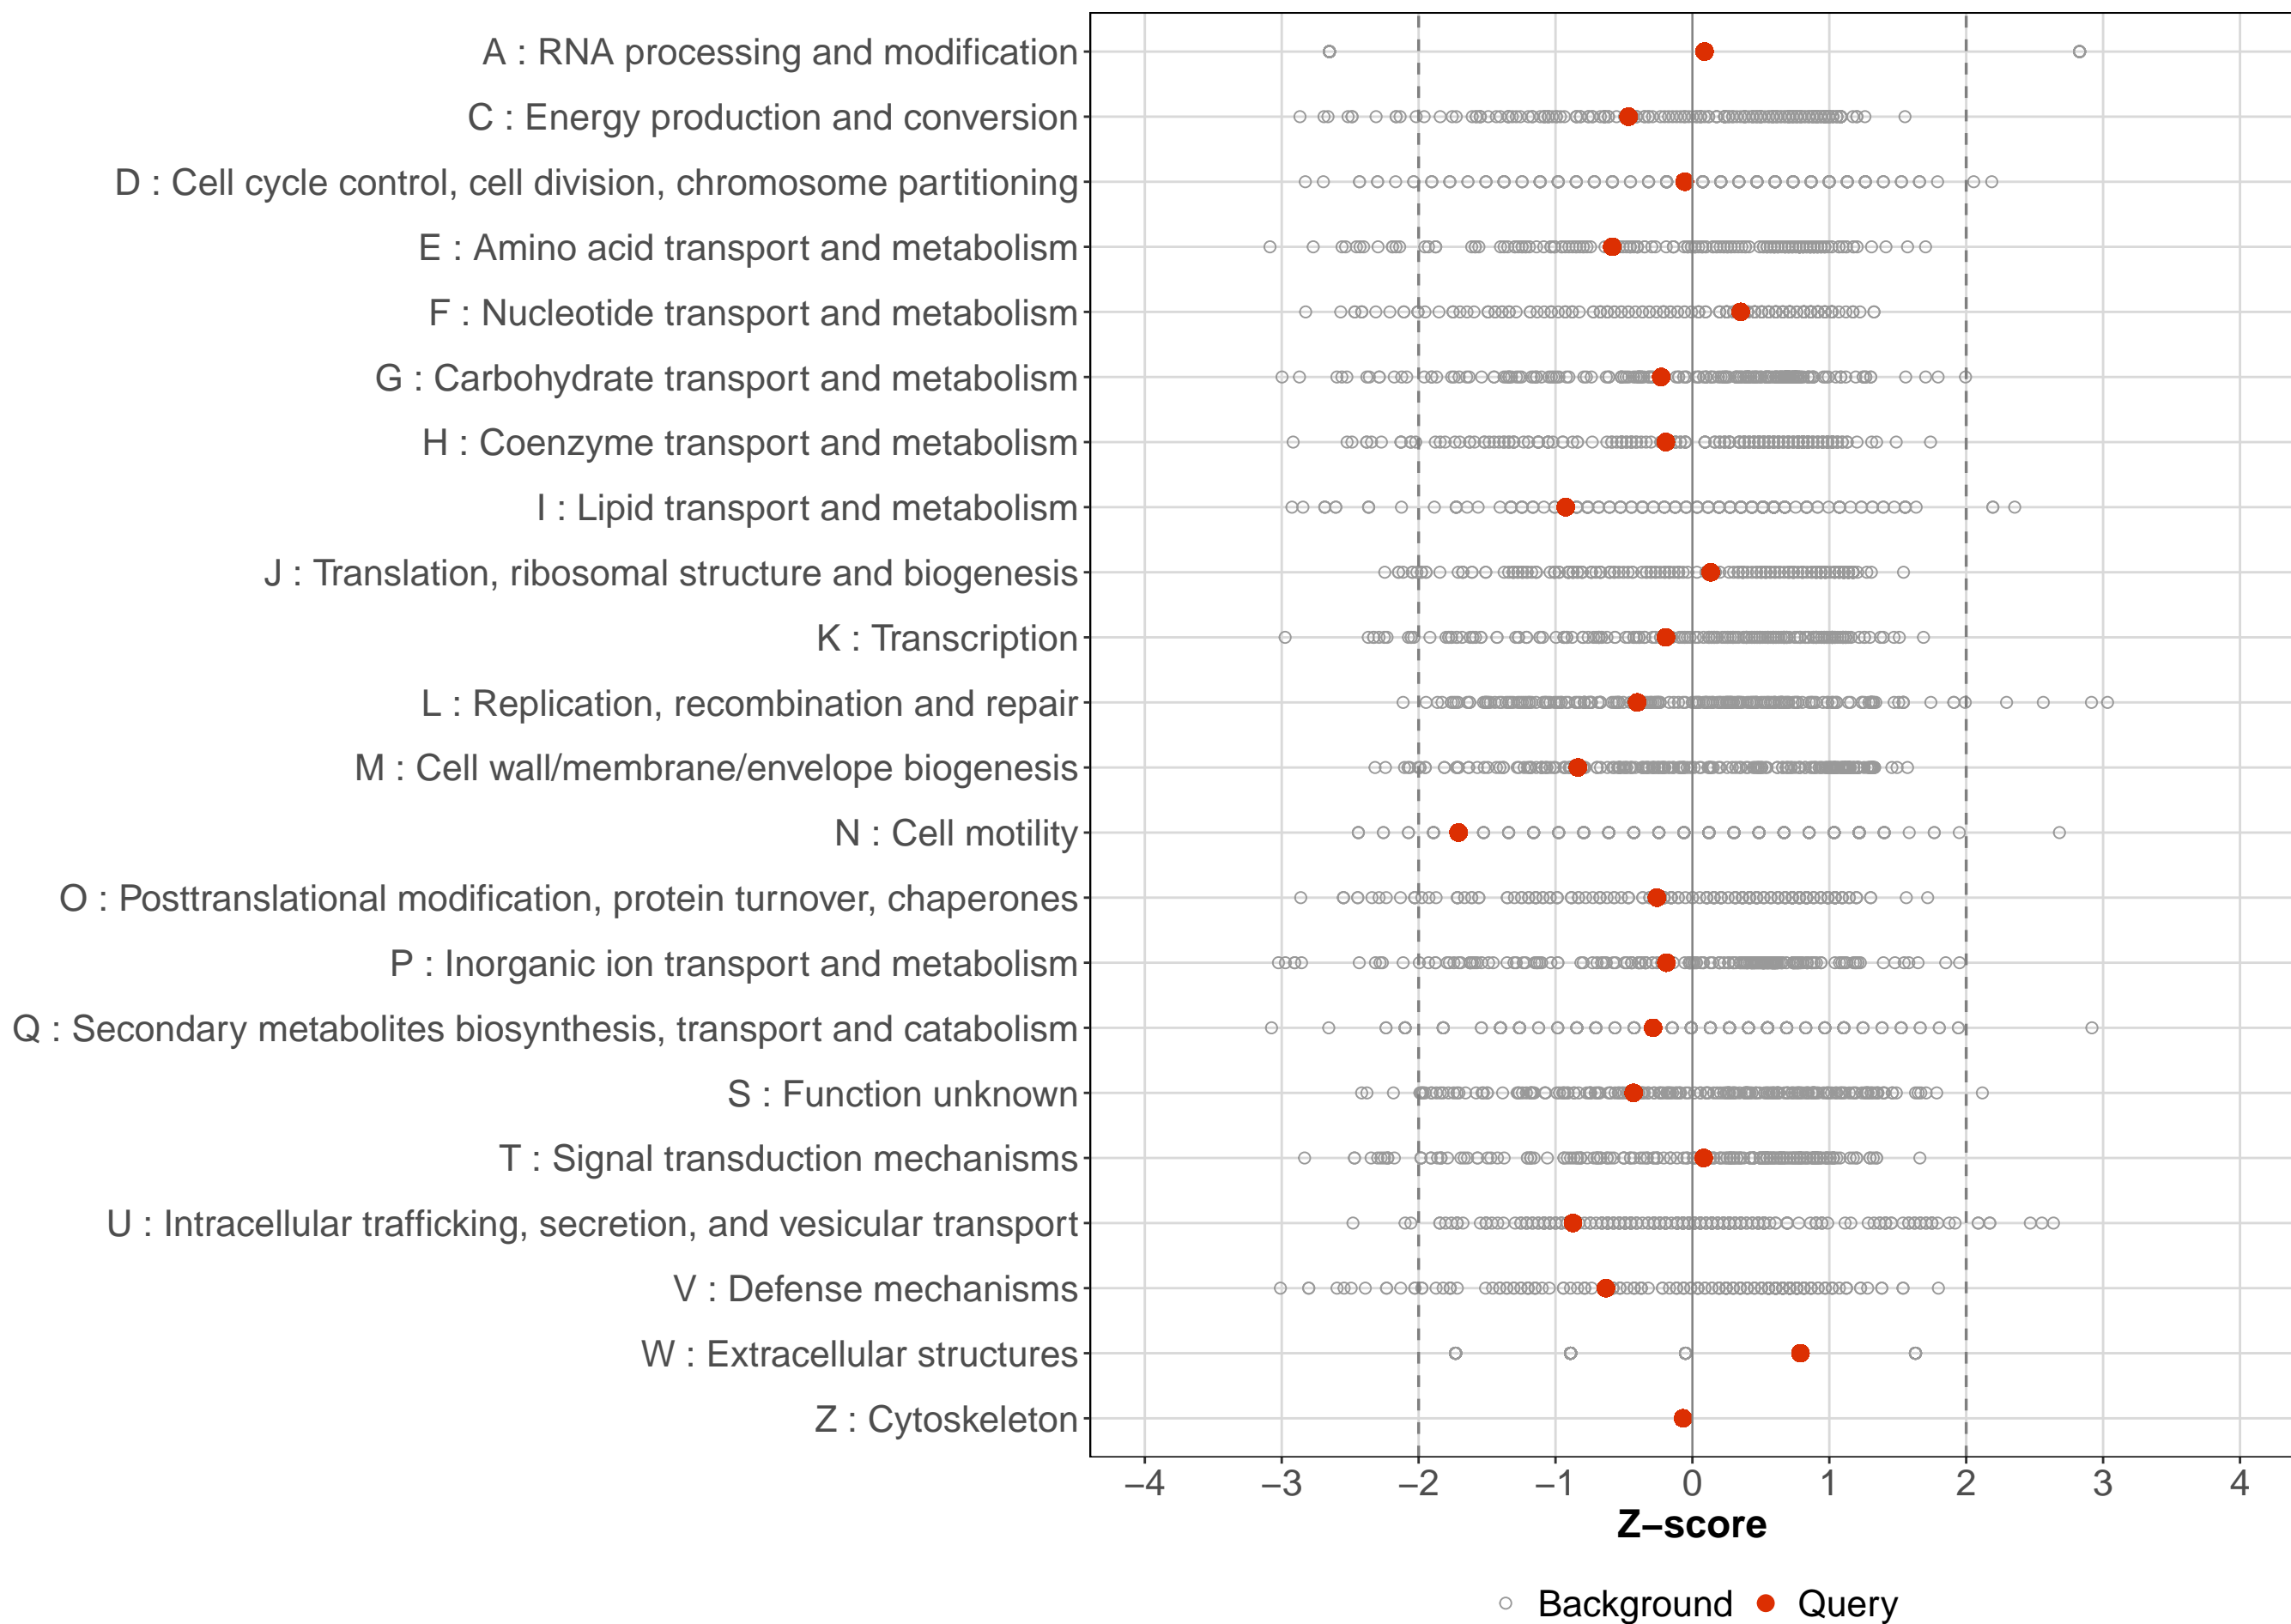 A : RNA processing and modification
C : Energy production and conversion
D : Cell cycle control, cell division, chromosome partitioning
E : Amino acid transport and metabolism
F : Nucleotide transport and metabolism
G : Carbohydrate transport and metabolism
H : Coenzyme transport and metabolism
I : Lipid transport and metabolism
J : Translation, ribosomal structure and biogenesis
K : Transcription
L : Replication, recombination and repair
M : Cell wall/membrane/envelope biogenesis
N : Cell motility
O : Posttranslational modification, protein turnover, chaperones
P : Inorganic ion transport and metabolism
Q : Secondary metabolites biosynthesis, transport and catabolism
S : Function unknown
T : Signal transduction mechanisms
U : Intracellular trafficking, secretion, and vesicular transport
V : Defense mechanisms
W : Extracellular structures
Z : Cytoskeleton
−4 −3 −2 −1 0 1 2 3 4
Z−score
Background Query